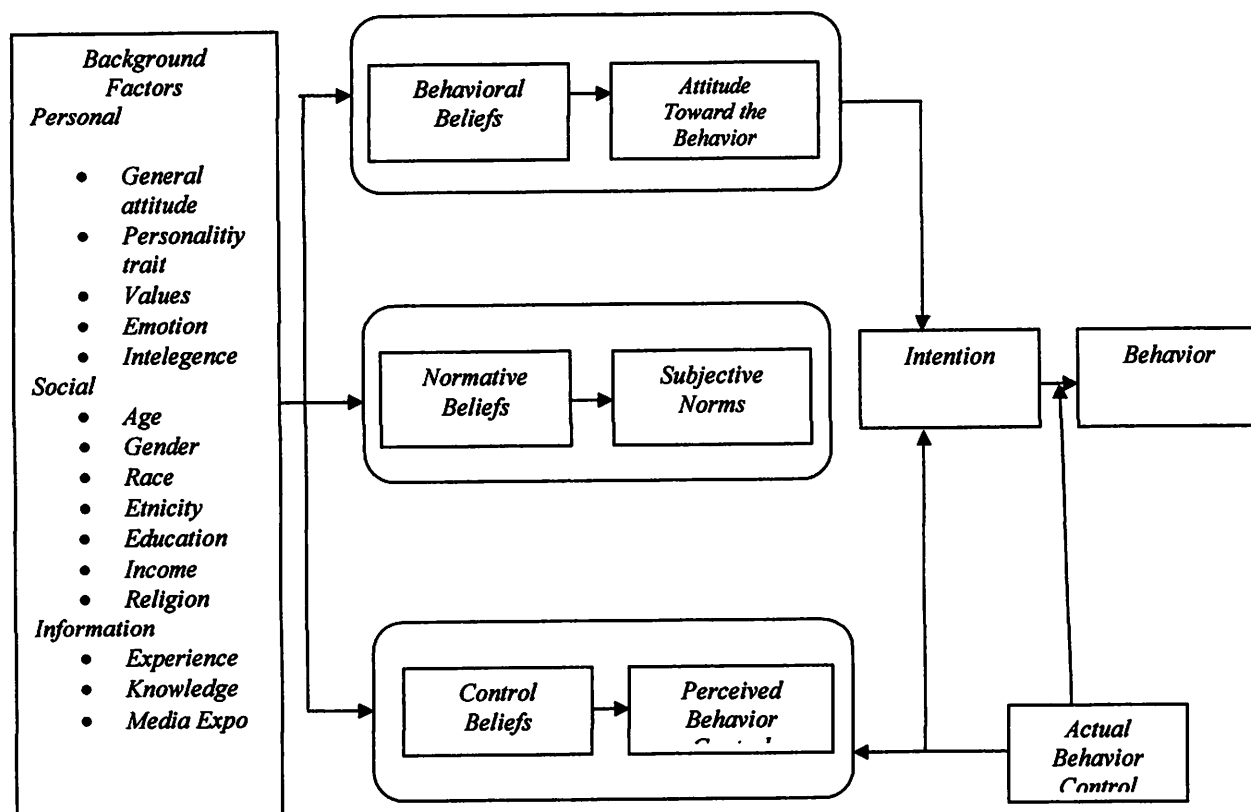 Background
Factors
Personal
• General
attitude
• Personalitiy
trait
• Values
• Emotion
• Intelegence
Social
• Age
• Gender
• Race
• Etnicity
• Education
• Income
• Religion
Information
• Experience
• Knowledge
• Media Expo
Behavioral
Beliefs
Attitude
Toward the
Behavior
Normative
Beliefs
Subjective
Norms
Control
Beliefs
Perceived
Behavior
Control
Intention
Behavior
Actual
Behavior
Control